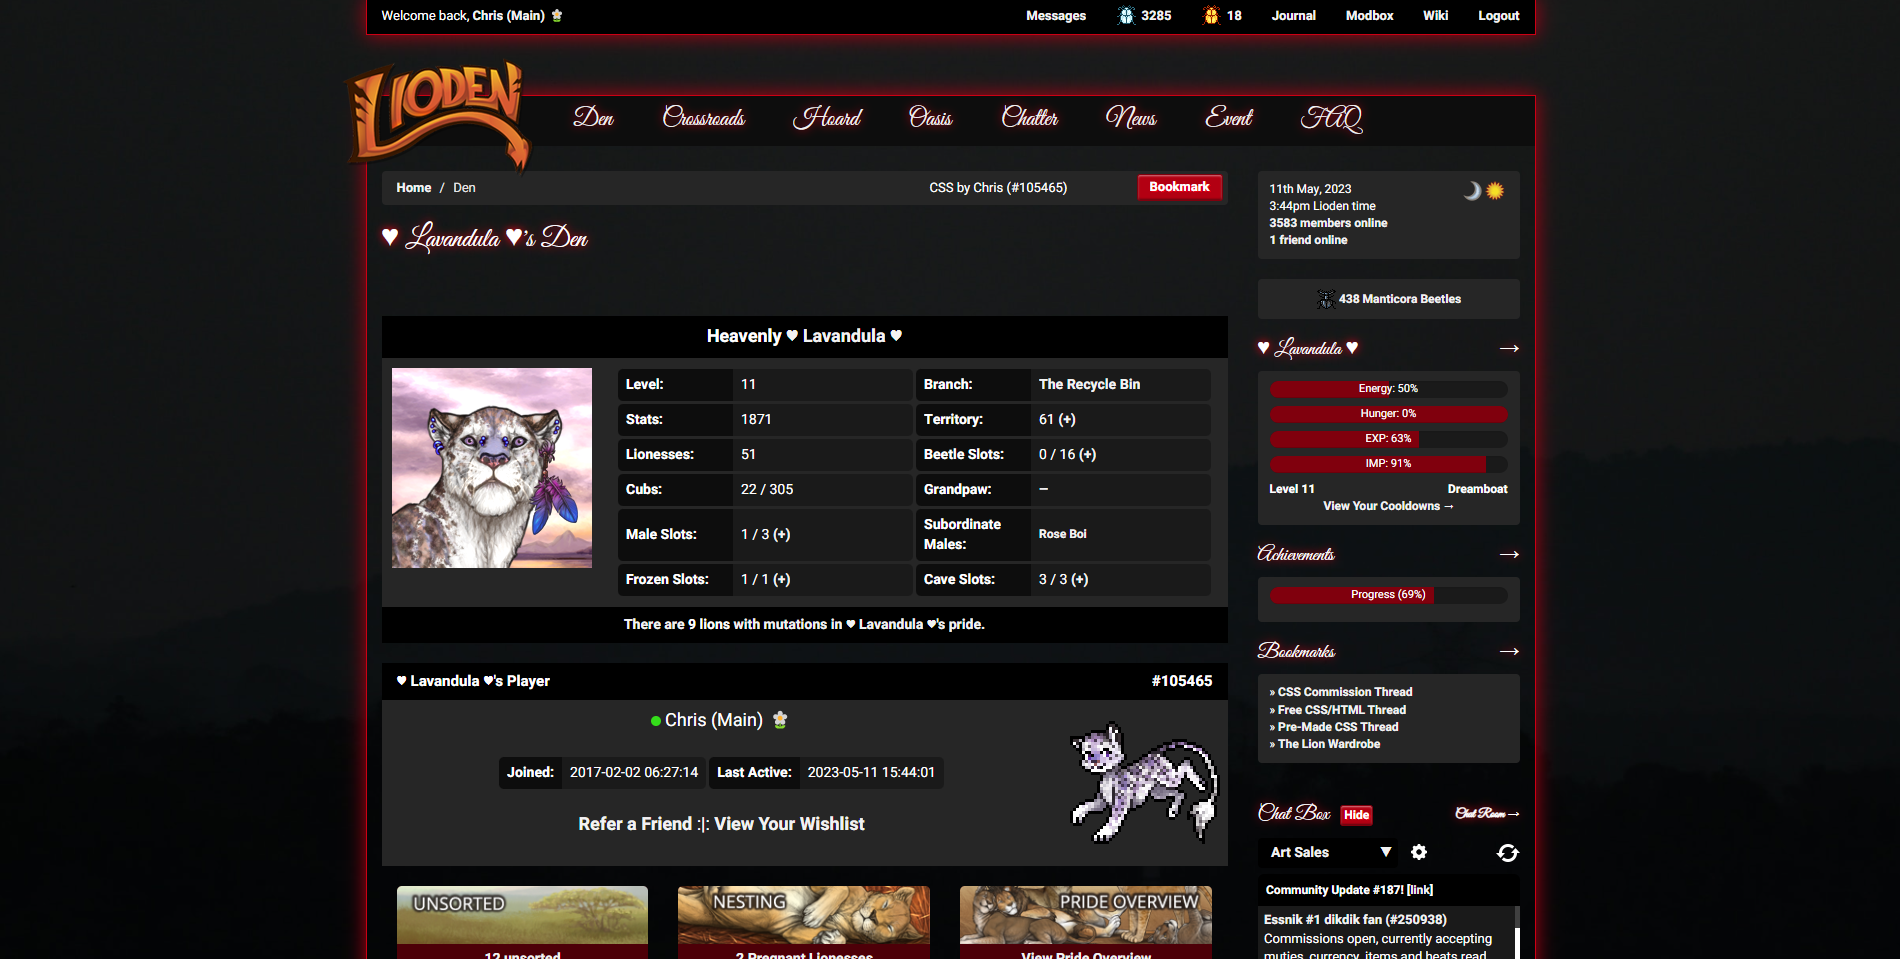 Welcome back, Chris (Main)
Messages 3285 18 Journal Modbox Wiki Logout
LIODEN
Den Crossroads Hoard Oasis Chatter News Event FAQ
Home / Den CSS by Chris (#105465) Bookmark
♥ Lavandula ♥'s Den
Heavenly ♥ Lavandula ♥
Level: 11 Branch: The Recycle Bin
Stats: 1871 Territory: 61 (+)
Lionesses: 51 Beetle Slots: 0 / 16 (+)
Cubs: 22 / 305 Grandpaw: –
Male Slots: 1 / 3 (+) Subordinate Males: Rose Boi
Frozen Slots: 1 / 1 (+) Cave Slots: 3 / 3 (+)
There are 9 lions with mutations in ♥ Lavandula ♥'s pride.
♥ Lavandula ♥'s Player #105465
Chris (Main)
Joined: 2017-02-02 06:27:14 Last Active: 2023-05-11 15:44:01
Refer a Friend :|: View Your Wishlist
UNSORTED NESTING PRIDE OVERVIEW
12 unsorted 2 Pregnant Lionesses View Pride Overview
11th May, 2023
3:44pm Lioden time
3583 members online
1 friend online
438 Manticora Beetles
♥ Lavandula ♥ →
Energy: 50%
Hunger: 0%
EXP: 63%
IMP: 91%
Level 11 Dreamboat
View Your Cooldowns →
Achievements →
Progress (69%)
Bookmarks →
» CSS Commission Thread
» Free CSS/HTML Thread
» Pre-Made CSS Thread
» The Lion Wardrobe
Chat Box Hide Chat Room →
Art Sales ▼
Community Update #187! [link]
Essnik #1 dikdik fan (#250938)
Commissions open, currently accepting
muties, currency, items and heats read